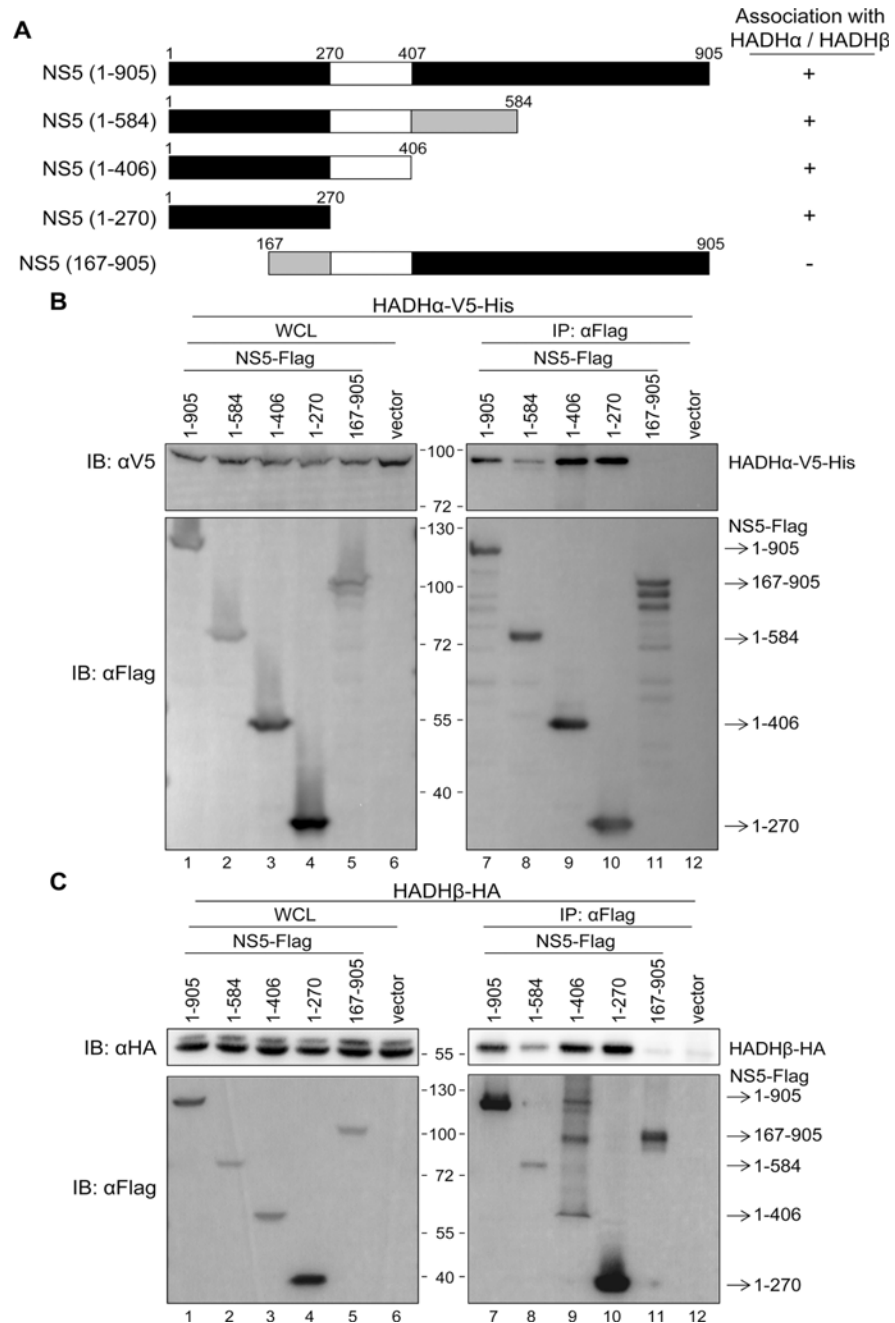 A
Association with
HADHα / HADHβ
1 270 407 905
NS5 (1-905) +
1 584
NS5 (1-584) +
1 406
NS5 (1-406) +
1 270
NS5 (1-270) +
167 905
NS5 (167-905) -
B
HADHα-V5-His
WCL IP: αFlag
NS5-Flag NS5-Flag
1-905 1-584 1-406 1-270 167-905 vector 1-905 1-584 1-406 1-270 167-905 vector
IB: αV5 100 HADHα-V5-His
72
130 NS5-Flag
→1-905
100 →167-905
72 →1-584
IB: αFlag
55 →1-406
40
→1-270
1 2 3 4 5 6 7 8 9 10 11 12
C
HADHβ-HA
WCL IP: αFlag
NS5-Flag NS5-Flag
1-905 1-584 1-406 1-270 167-905 vector 1-905 1-584 1-406 1-270 167-905 vector
IB: αHA 55 HADHβ-HA
NS5-Flag
130 →1-905
100 →167-905
72 →1-584
IB: αFlag
55 →1-406
40 →1-270
1 2 3 4 5 6 7 8 9 10 11 12